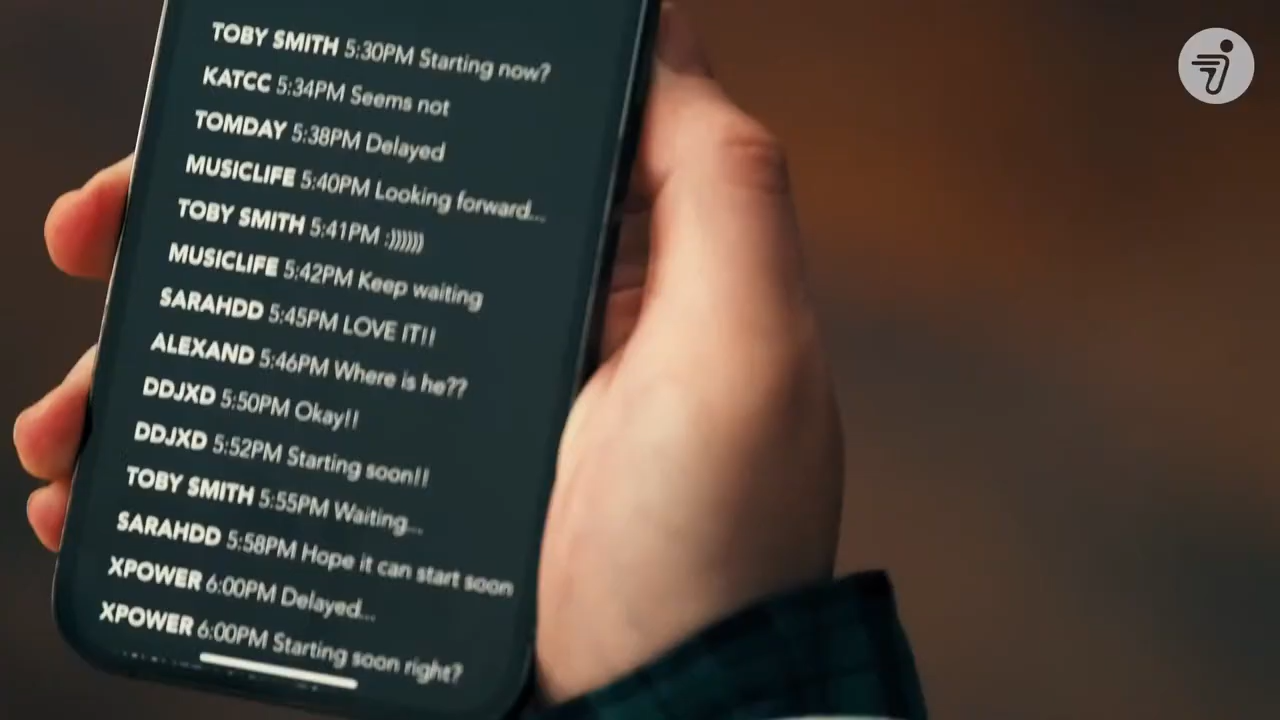 TOBY SMITH 5:30PM Starting now?
KATCC 5:34PM Seems not
TOMDAY 5:38PM Delayed
MUSICLIFE 5:40PM Looking forward...
TOBY SMITH 5:41PM :))))))
MUSICLIFE 5:42PM Keep waiting
SARAHDD 5:45PM LOVE IT!!
ALEXAND 5:46PM Where is he??
DDJXD 5:50PM Okay!!
DDJXD 5:52PM Starting soon!!
TOBY SMITH 5:55PM Waiting...
SARAHDD 5:58PM Hope it can start soon
XPOWER 6:00PM Delayed...
XPOWER 6:00PM Starting soon right?